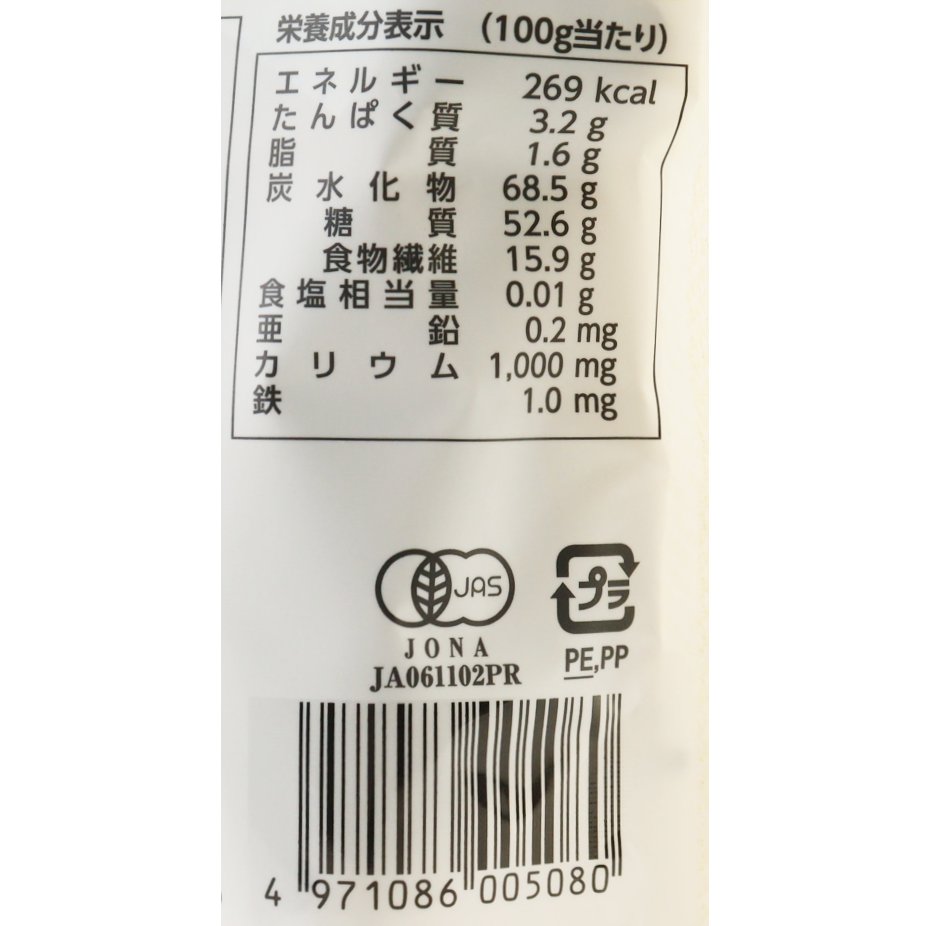 栄養成分表示 (100g当たり)
エネルギー 269 kcal
たんぱく質 3.2 g
脂質 1.6 g
炭水化物 68.5 g
糖質 52.6 g
食物繊維 15.9 g
食塩相当量 0.01 g
亜鉛 0.2 mg
カリウム 1,000 mg
鉄 1.0 mg
JAS
プラ
JONA
JA061102PR
PE,PP
4 971086 005080